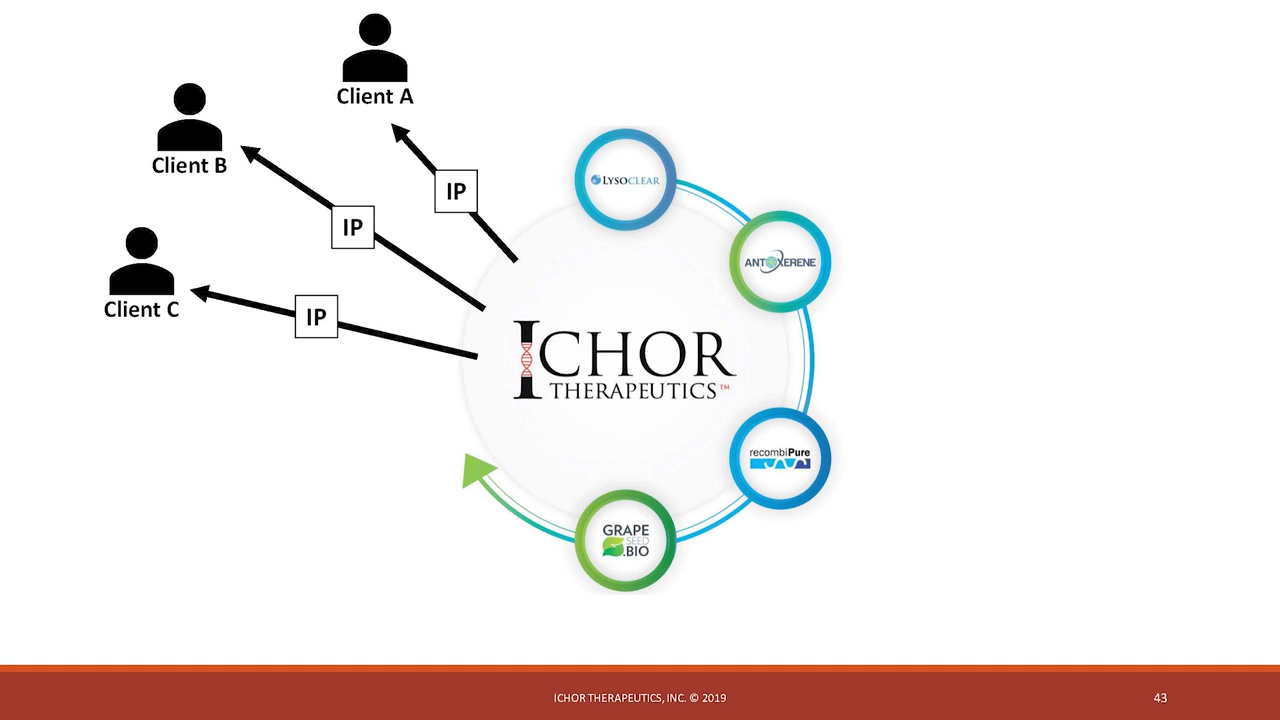 Client A
Client B
Client C
IP
IP
IP
LYSOCLEAR
ANTOXERENE
ICHOR
THERAPEUTICS™
recombiPure
GRAPE
SEED
.BIO
ICHOR THERAPEUTICS, INC. © 2019
43